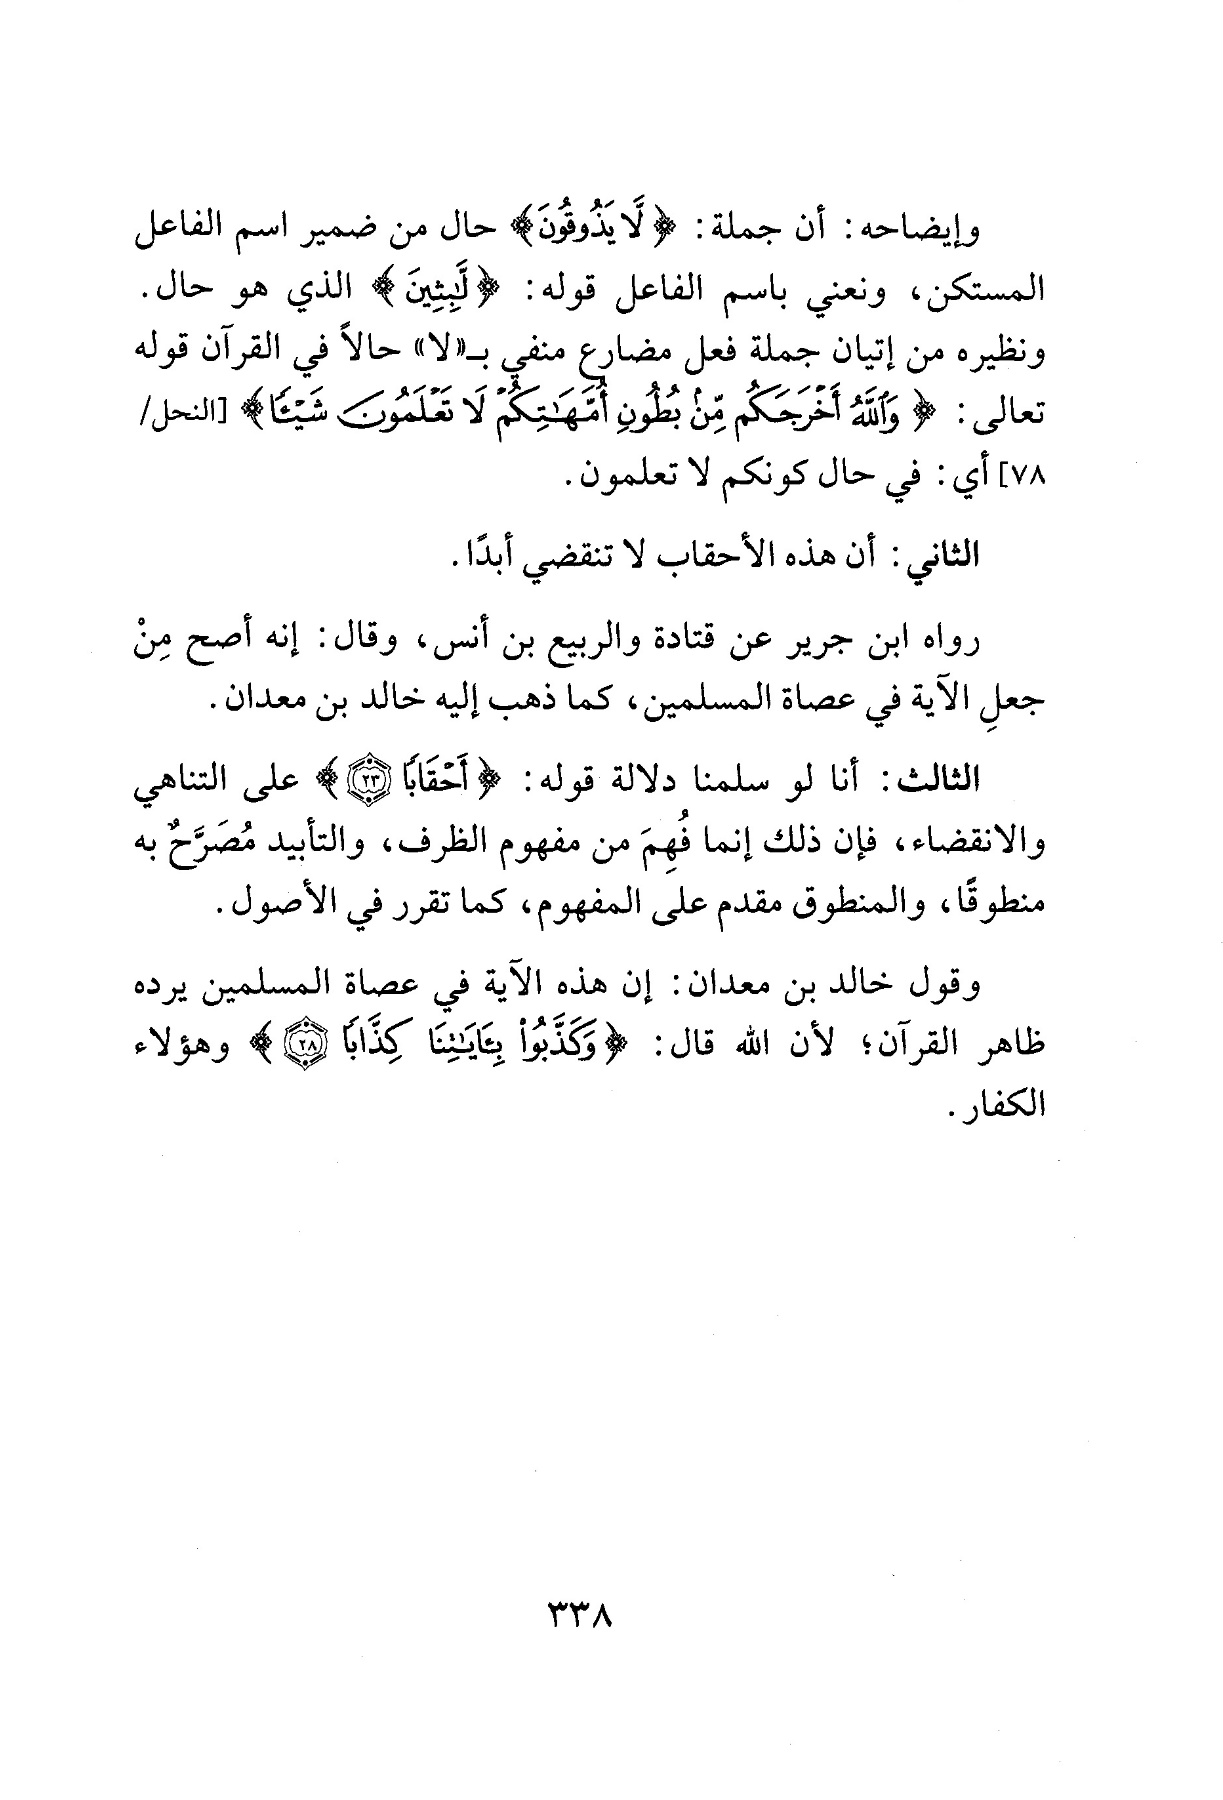 وإيضاحه: أن جملة: ﴿لَّا يَذُوقُونَ﴾ حال من ضمير اسم الفاعل
المستكن، ونعني باسم الفاعل قوله: ﴿لَّٰبِثِينَ﴾ الذي هو حال.
ونظيره من إتيان جملة فعل مضارع منفي بـ«لا» حالاً في القرآن قوله
تعالى: ﴿وَٱللَّهُ أَخْرَجَكُم مِّنۢ بُطُونِ أُمَّهَٰتِكُمْ لَا تَعْلَمُونَ شَيْـًٔا﴾ [النحل/
٧٨] أي: في حال كونكم لا تعلمون.
الثاني: أن هذه الأحقاب لا تنقضي أبدًا.
رواه ابن جرير عن قتادة والربيع بن أنس، وقال: إنه أصح مِنْ
جعلِ الآية في عصاة المسلمين، كما ذهب إليه خالد بن معدان.
الثالث: أنا لو سلمنا دلالة قوله: ﴿أَحْقَابًا ٢٣﴾ على التناهي
والانقضاء، فإن ذلك إنما فُهِمَ من مفهوم الظرف، والتأبيد مُصَرَّحٌ به
منطوقًا، والمنطوق مقدم على المفهوم، كما تقرر في الأصول.
وقول خالد بن معدان: إن هذه الآية في عصاة المسلمين يرده
ظاهر القرآن؛ لأن الله قال: ﴿وَكَذَّبُوا۟ بِـَٔايَٰتِنَا كِذَّابًا ٢٨﴾ وهؤلاء
الكفار.
٣٣٨